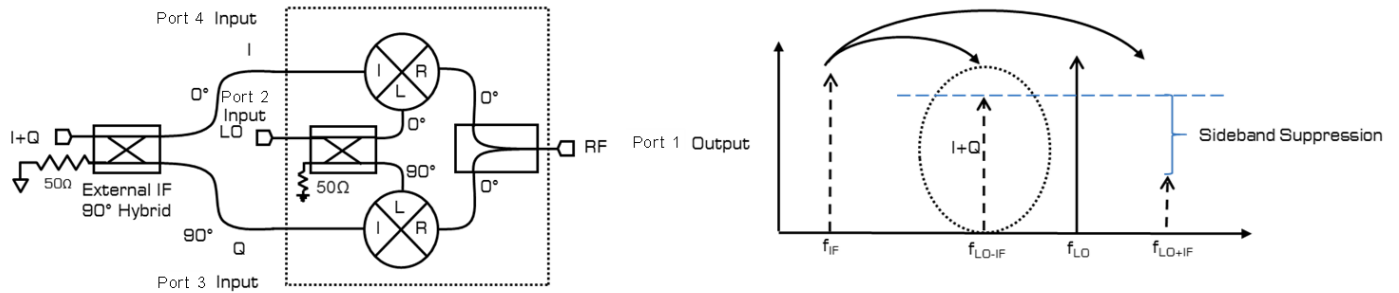 Port 4 Input
I
I R
L
0°
0°
Port 2
Input
LO
0°
I+Q
RF
Port 1 Output
50Ω
External IF
90° Hybrid
50Ω
90°
0°
L
I R
90°
Q
Port 3 Input
I+Q
Sideband Suppression
fIF
fLO-IF
fLO
fLO+IF